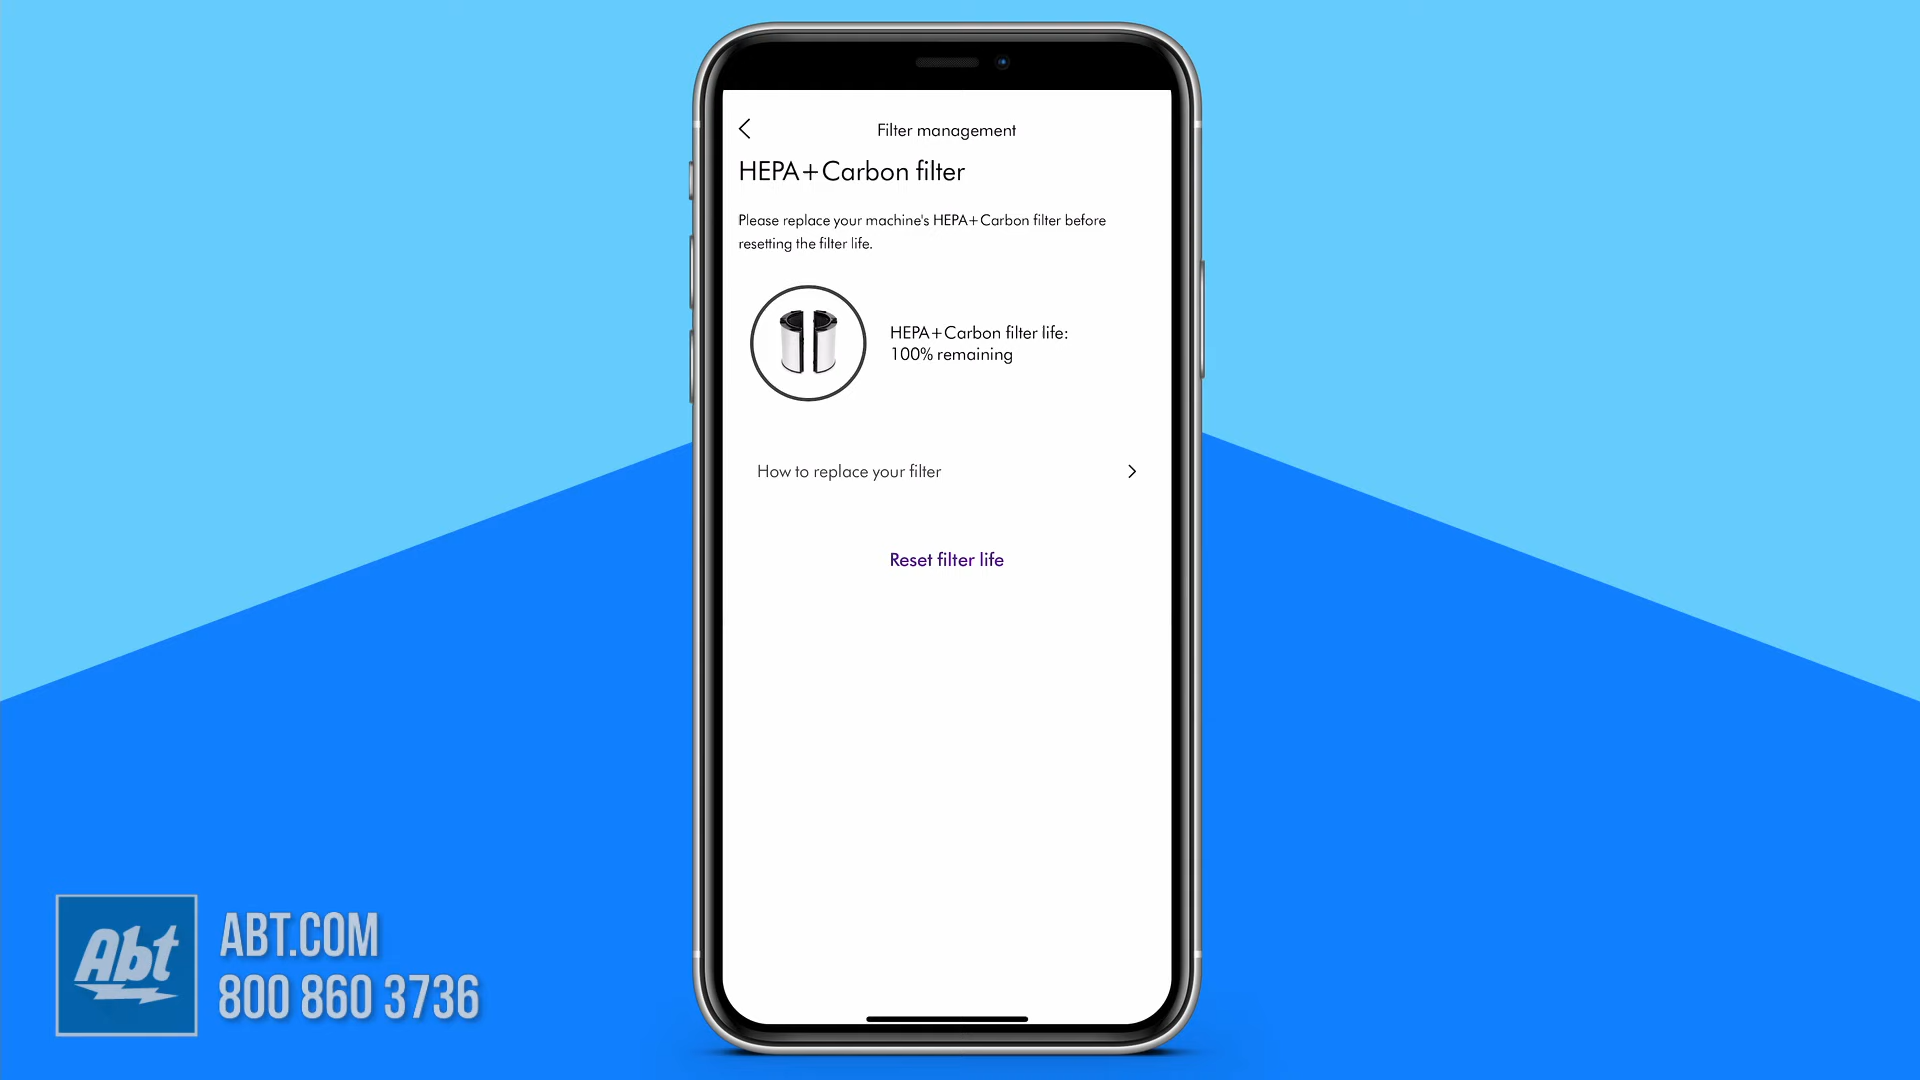 Filter management
HEPA+Carbon filter
Please replace your machine's HEPA+Carbon filter before
resetting the filter life.
HEPA+Carbon filter life:
100% remaining
How to replace your filter
Reset filter life
Abt
ABT.COM
800 860 3736